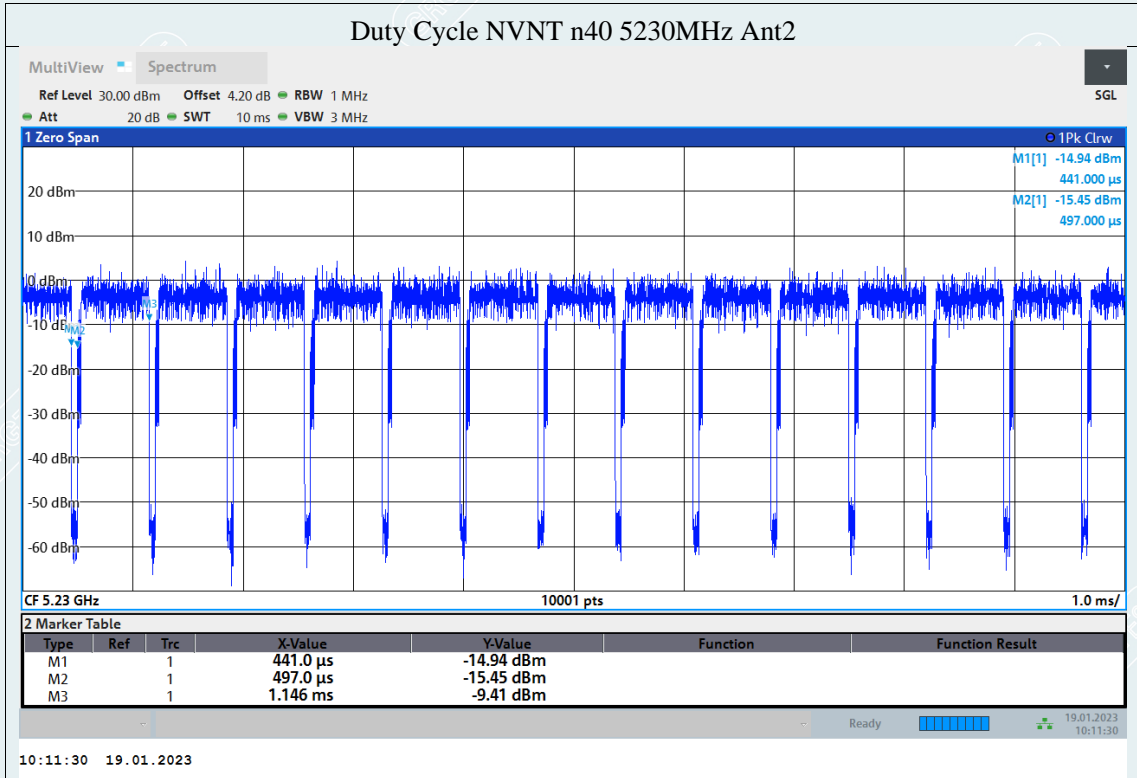 Duty Cycle NVNT n40 5230MHz Ant2
MultiView Spectrum
Ref Level 30.00 dBm Offset 4.20 dB RBW 1 MHz
SGL
Att 20 dB SWT 10 ms VBW 3 MHz
1 Zero Span
1Pk Clrw
M1[1] -14.94 dBm
441.000 µs
M2[1] -15.45 dBm
497.000 µs
20 dBm
10 dBm
0 dBm
M3
-10 dBm
M2
-20 dBm
-30 dBm
-40 dBm
-50 dBm
-60 dBm
CF 5.23 GHz 10001 pts 1.0 ms/
2 Marker Table
Type Ref Trc X-Value Y-Value Function Function Result
M1 1 441.0 µs -14.94 dBm
M2 1 497.0 µs -15.45 dBm
M3 1 1.146 ms -9.41 dBm
Ready 19.01.2023
10:11:30
10:11:30 19.01.2023